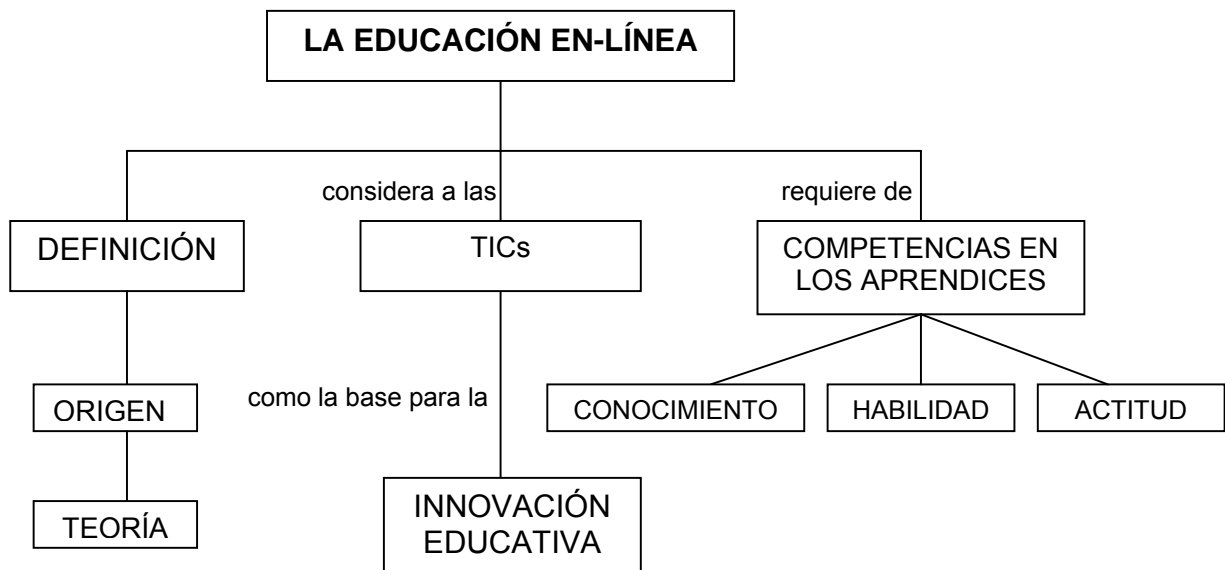 LA EDUCACIÓN EN-LÍNEA
considera a las
requiere de
DEFINICIÓN
TICs
COMPETENCIAS EN
LOS APRENDICES
ORIGEN
como la base para la
CONOCIMIENTO
HABILIDAD
ACTITUD
TEORÍA
INNOVACIÓN
EDUCATIVA